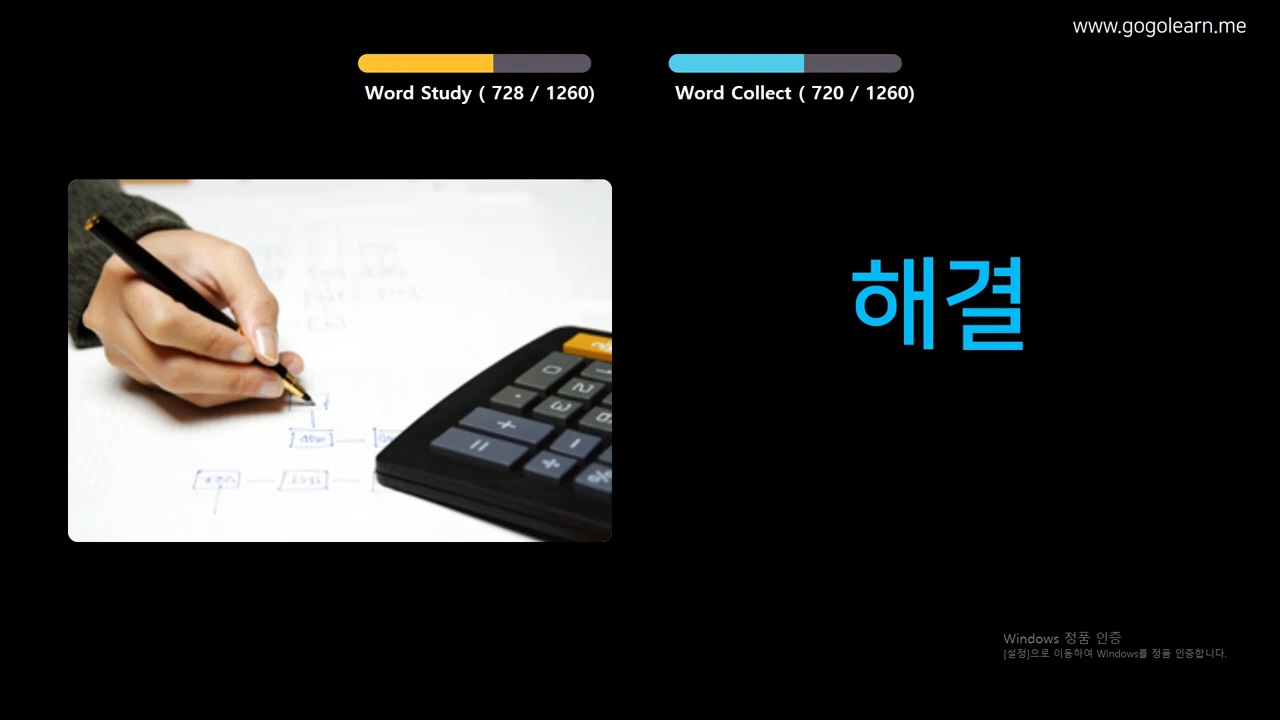 www.gogolearn.me
Word Study ( 728 / 1260)
Word Collect ( 720 / 1260)
해결
Windows 정품 인증
[설정]으로 이동하여 Windows를 정품 인증합니다.